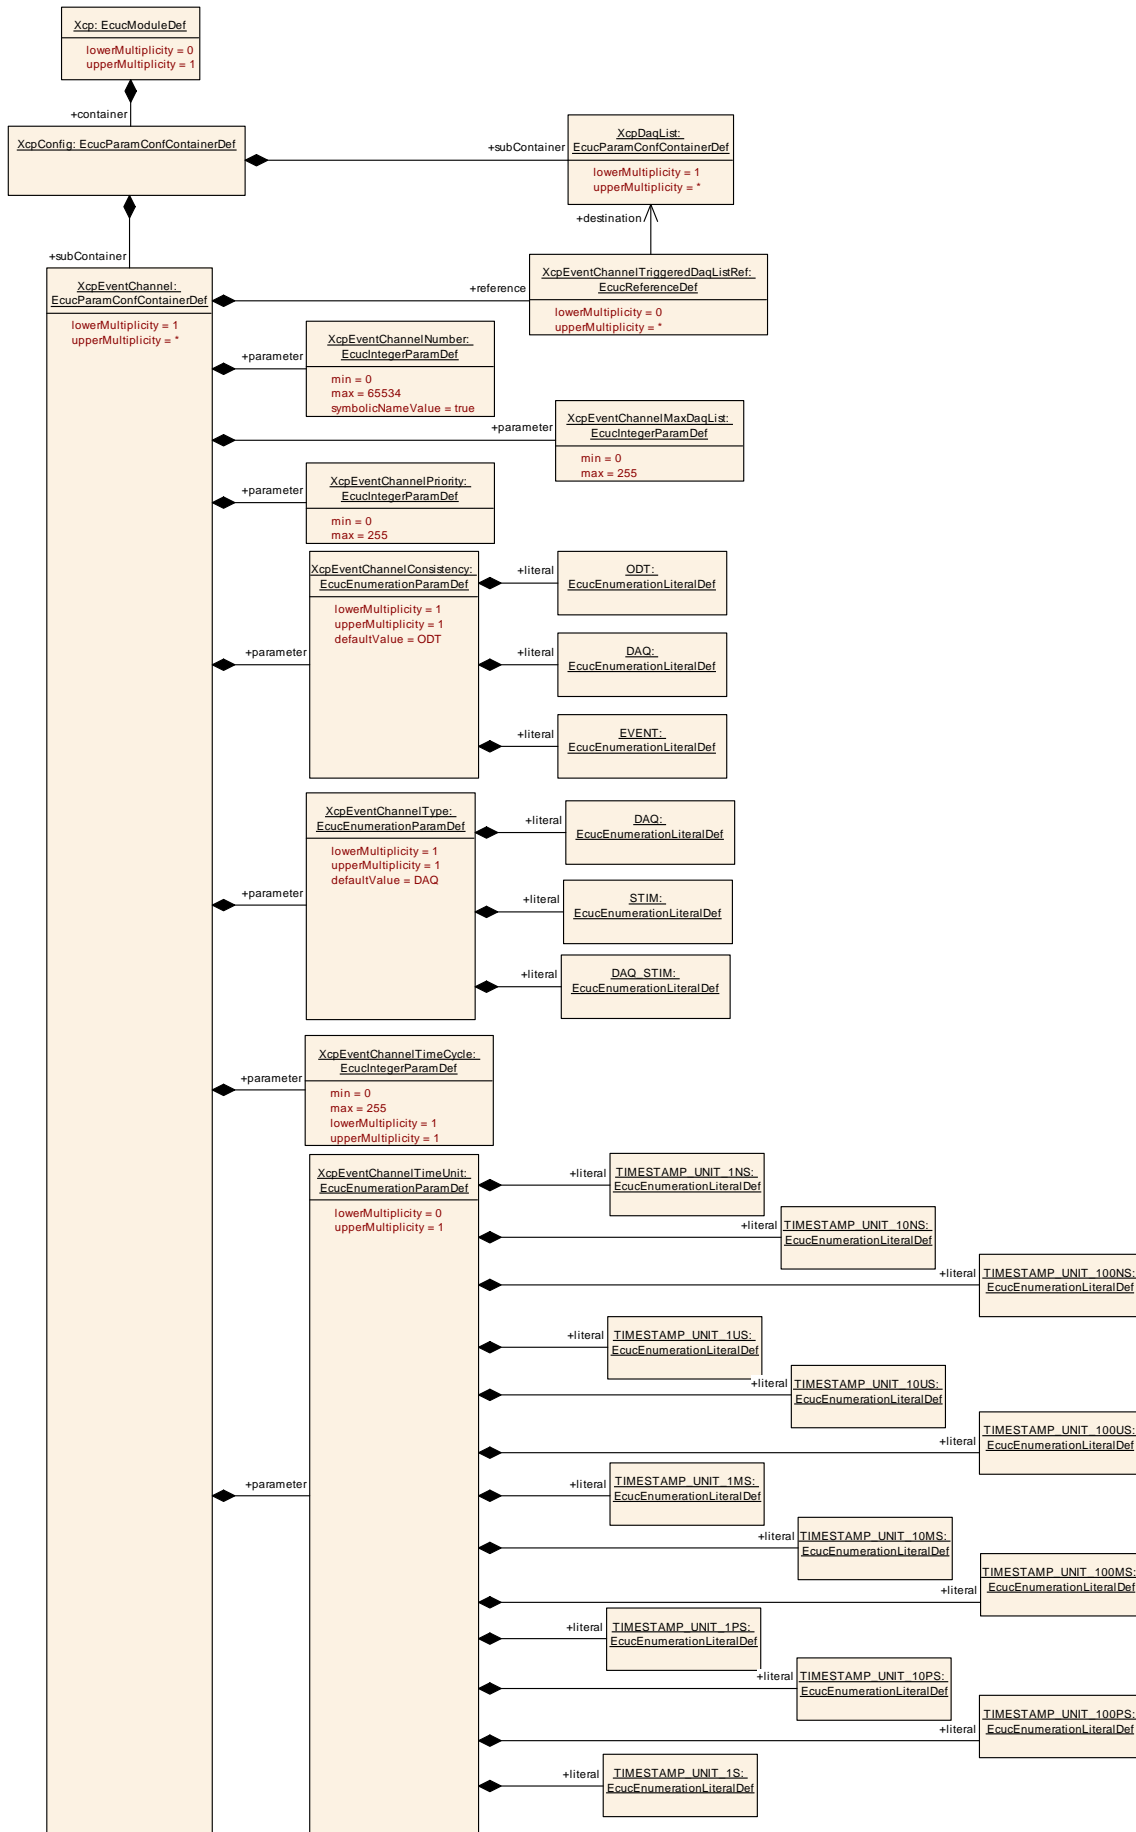 Xcp: EcucModuleDef
lowerMultiplicity = 0
upperMultiplicity = 1
+container
XcpConfig: EcucParamConfContainerDef
+subContainer
XcpDaqList:
EcucParamConfContainerDef
lowerMultiplicity = 1
upperMultiplicity = *
+destination
+subContainer
XcpEventChannel:
EcucParamConfContainerDef
lowerMultiplicity = 1
upperMultiplicity = *
+reference
XcpEventChannelTriggeredDaqListRef:
EcucReferenceDef
lowerMultiplicity = 0
upperMultiplicity = *
+parameter
XcpEventChannelNumber:
EcucIntegerParamDef
min = 0
max = 65534
symbolicNameValue = true
+parameter
XcpEventChannelMaxDaqList:
EcucIntegerParamDef
min = 0
max = 255
+parameter
XcpEventChannelPriority:
EcucIntegerParamDef
min = 0
max = 255
+parameter
XcpEventChannelConsistency:
EcucEnumerationParamDef
lowerMultiplicity = 1
upperMultiplicity = 1
defaultValue = ODT
+literal
ODT:
EcucEnumerationLiteralDef
+literal
DAQ:
EcucEnumerationLiteralDef
+literal
EVENT:
EcucEnumerationLiteralDef
+parameter
XcpEventChannelType:
EcucEnumerationParamDef
lowerMultiplicity = 1
upperMultiplicity = 1
defaultValue = DAQ
+literal
DAQ:
EcucEnumerationLiteralDef
+literal
STIM:
EcucEnumerationLiteralDef
+literal
DAQ_STIM:
EcucEnumerationLiteralDef
+parameter
XcpEventChannelTimeCycle:
EcucIntegerParamDef
min = 0
max = 255
lowerMultiplicity = 1
upperMultiplicity = 1
+parameter
XcpEventChannelTimeUnit:
EcucEnumerationParamDef
lowerMultiplicity = 0
upperMultiplicity = 1
+literal
TIMESTAMP_UNIT_1NS:
EcucEnumerationLiteralDef
+literal
TIMESTAMP_UNIT_10NS:
EcucEnumerationLiteralDef
+literal
TIMESTAMP_UNIT_100NS:
EcucEnumerationLiteralDef
+literal
TIMESTAMP_UNIT_1US:
EcucEnumerationLiteralDef
+literal
TIMESTAMP_UNIT_10US:
EcucEnumerationLiteralDef
+literal
TIMESTAMP_UNIT_100US:
EcucEnumerationLiteralDef
+literal
TIMESTAMP_UNIT_1MS:
EcucEnumerationLiteralDef
+literal
TIMESTAMP_UNIT_10MS:
EcucEnumerationLiteralDef
+literal
TIMESTAMP_UNIT_100MS:
EcucEnumerationLiteralDef
+literal
TIMESTAMP_UNIT_1PS:
EcucEnumerationLiteralDef
+literal
TIMESTAMP_UNIT_10PS:
EcucEnumerationLiteralDef
+literal
TIMESTAMP_UNIT_100PS:
EcucEnumerationLiteralDef
+literal
TIMESTAMP_UNIT_1S:
EcucEnumerationLiteralDef